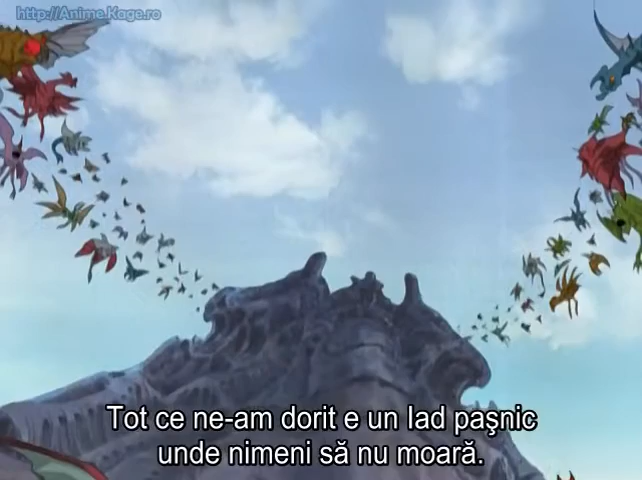 http://Anime.Kage.ro
Tot ce ne-am dorit e un Iad paşnic
unde nimeni să nu moară.